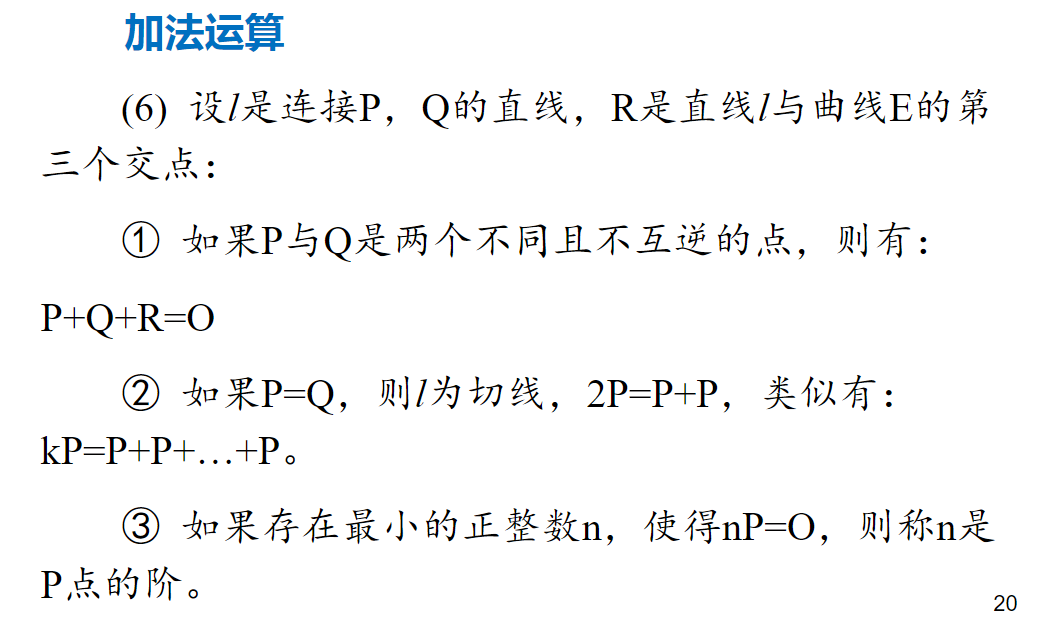 加法运算
(6) 设l是连接P，Q的直线，R是直线l与曲线E的第
三个交点：
① 如果P与Q是两个不同且不互逆的点，则有：
P+Q+R=O
② 如果P=Q，则l为切线，2P=P+P，类似有：
kP=P+P+…+P。
③ 如果存在最小的正整数n，使得nP=O，则称n是
P点的阶。
20